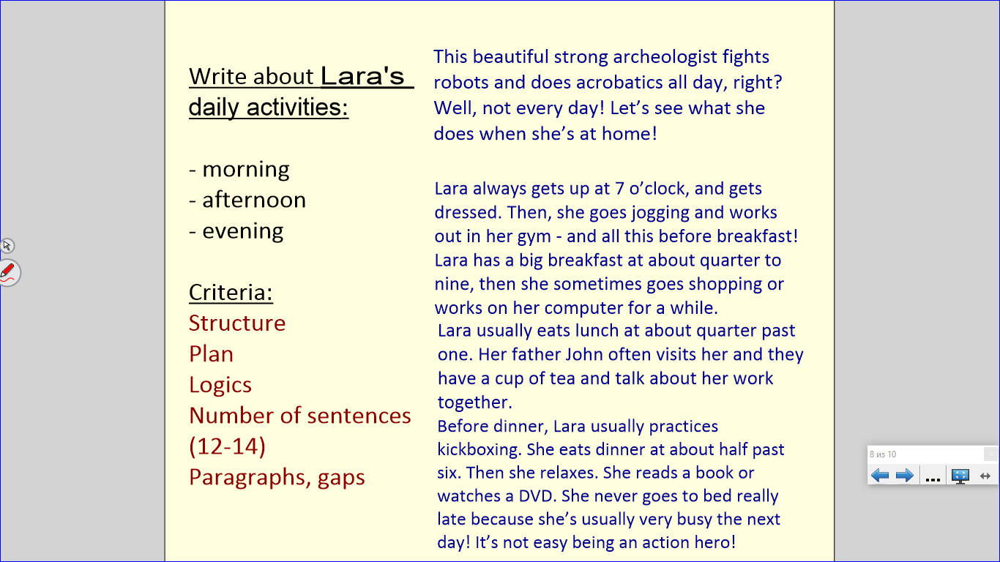 Write about Lara's
daily activities:
- morning
- afternoon
- evening
Criteria:
Structure
Plan
Logics
Number of sentences
(12-14)
Paragraphs, gaps
This beautiful strong archeologist fights
robots and does acrobatics all day, right?
Well, not every day! Let’s see what she
does when she’s at home!
Lara always gets up at 7 o’clock, and gets
dressed. Then, she goes jogging and works
out in her gym - and all this before breakfast!
Lara has a big breakfast at about quarter to
nine, then she sometimes goes shopping or
works on her computer for a while.
Lara usually eats lunch at about quarter past
one. Her father John often visits her and they
have a cup of tea and talk about her work
together.
Before dinner, Lara usually practices
kickboxing. She eats dinner at about half past
six. Then she relaxes. She reads a book or
watches a DVD. She never goes to bed really
late because she’s usually very busy the next
day! It’s not easy being an action hero!
8 из 10